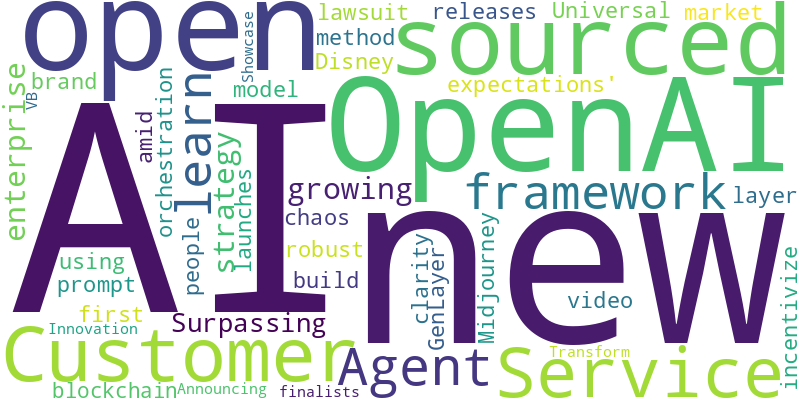 open
lawsuit
releases
Universal
market
sourced
method
Showcase
Disney
expectations'
brand
VB
enterprise
model
OpenAI
AI
amid
orchestration
learn
strategy
launches
growing
framework
layer
chaos
new
people
robust
clarity
GenLayer
Midjourney
using
prompt
build
video
incentivize
first
Surpassing
Innovation
Customer
Agent
Service
Transform
blockchain
Announcing
finalists